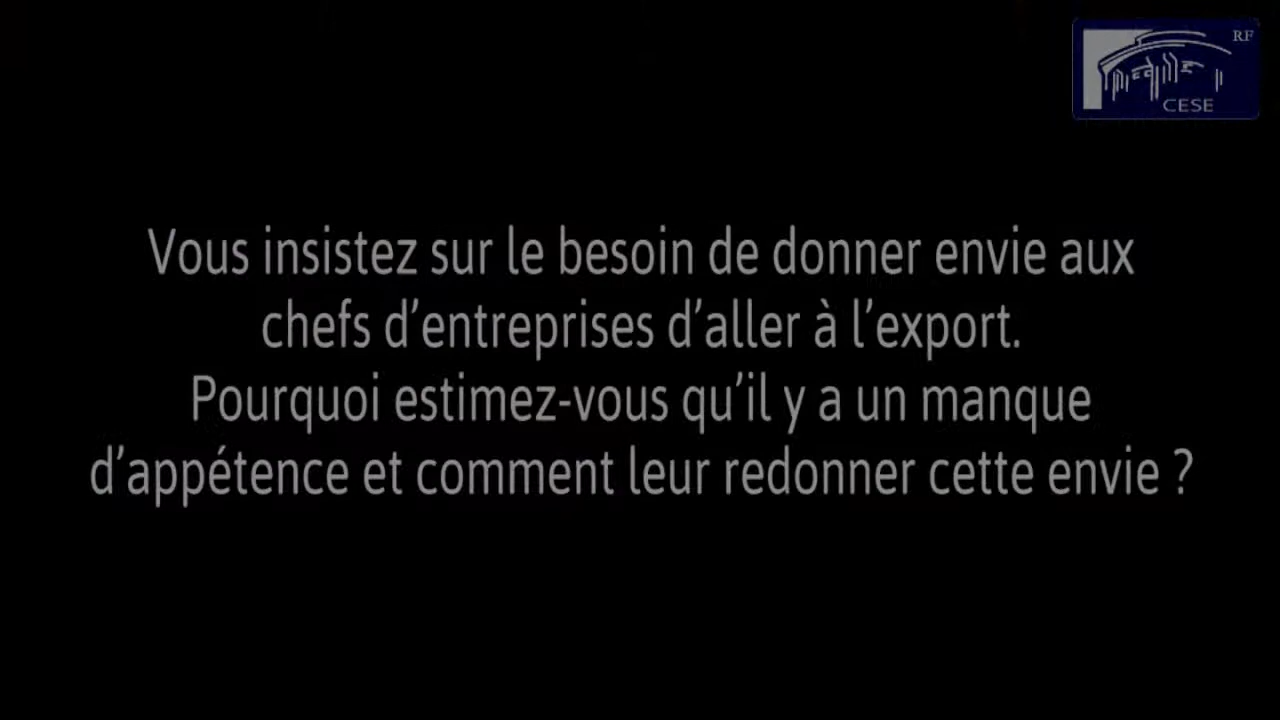 RF
CESE
Vous insistez sur le besoin de donner envie aux
chefs d’entreprises d’aller à l’export.
Pourquoi estimez-vous qu’il y a un manque
d’appétence et comment leur redonner cette envie ?